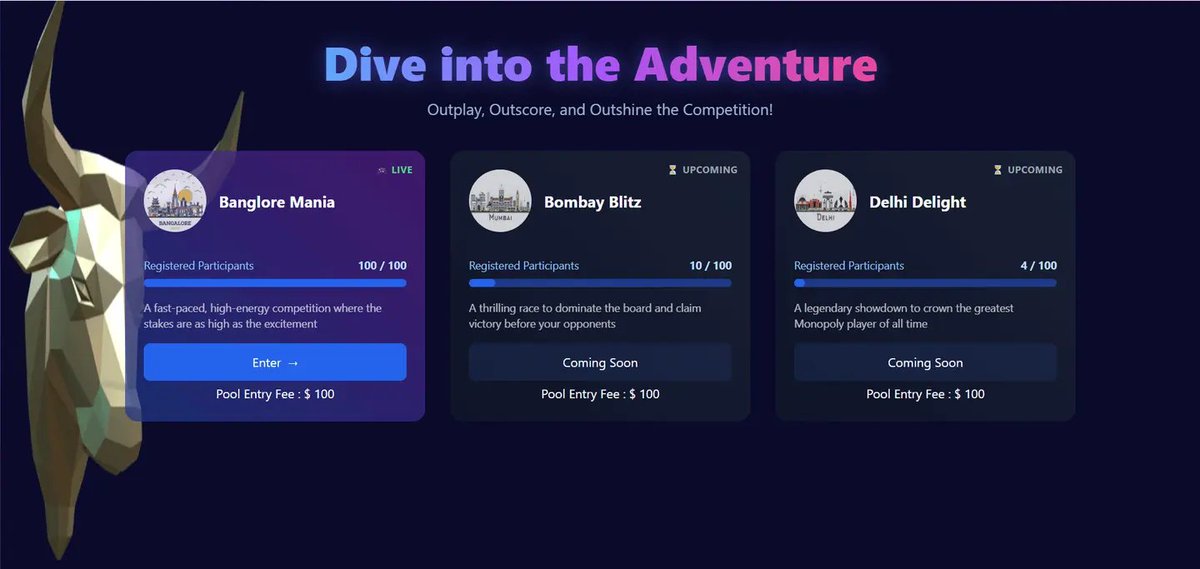 Dive into the Adventure
Outplay, Outscore, and Outshine the Competition!
LIVE
BANGALORE
Banglore Mania
Registered Participants 100 / 100
A fast-paced, high-energy competition where the
stakes are as high as the excitement
Enter →
Pool Entry Fee : $ 100
UPCOMING
MUMBAI
Bombay Blitz
Registered Participants 10 / 100
A thrilling race to dominate the board and claim
victory before your opponents
Coming Soon
Pool Entry Fee : $ 100
UPCOMING
DELHI
Delhi Delight
Registered Participants 4 / 100
A legendary showdown to crown the greatest
Monopoly player of all time
Coming Soon
Pool Entry Fee : $ 100